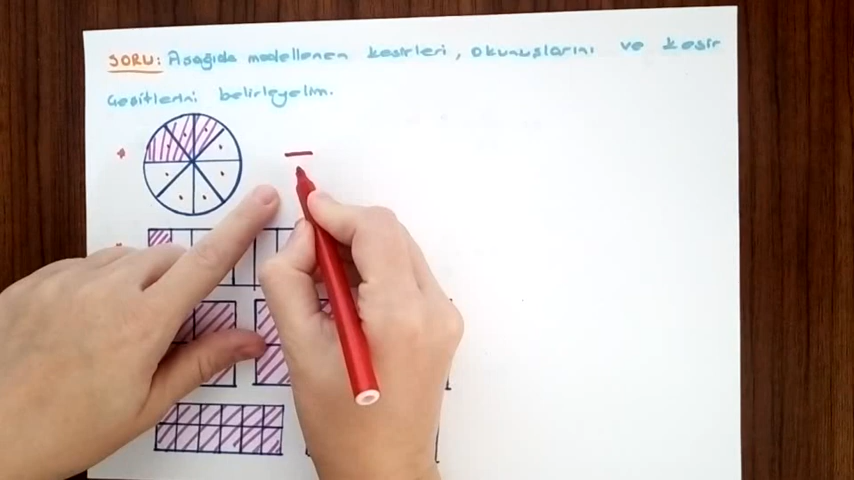 SORU: Aşağıda modellenen kesirleri, okunuşlarını ve kesir
çeşitlerini belirleyelim.